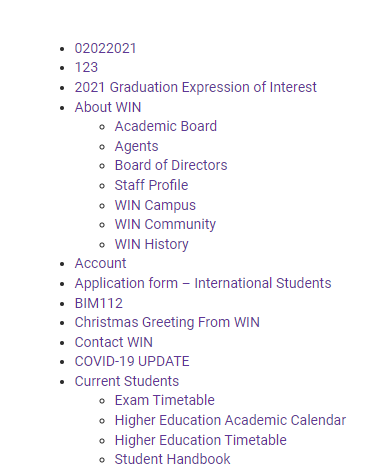 02022021
123
2021 Graduation Expression of Interest
About WIN
Academic Board
Agents
Board of Directors
Staff Profile
WIN Campus
WIN Community
WIN History
Account
Application form – International Students
BIM112
Christmas Greeting From WIN
Contact WIN
COVID-19 UPDATE
Current Students
Exam Timetable
Higher Education Academic Calendar
Higher Education Timetable
Student Handbook